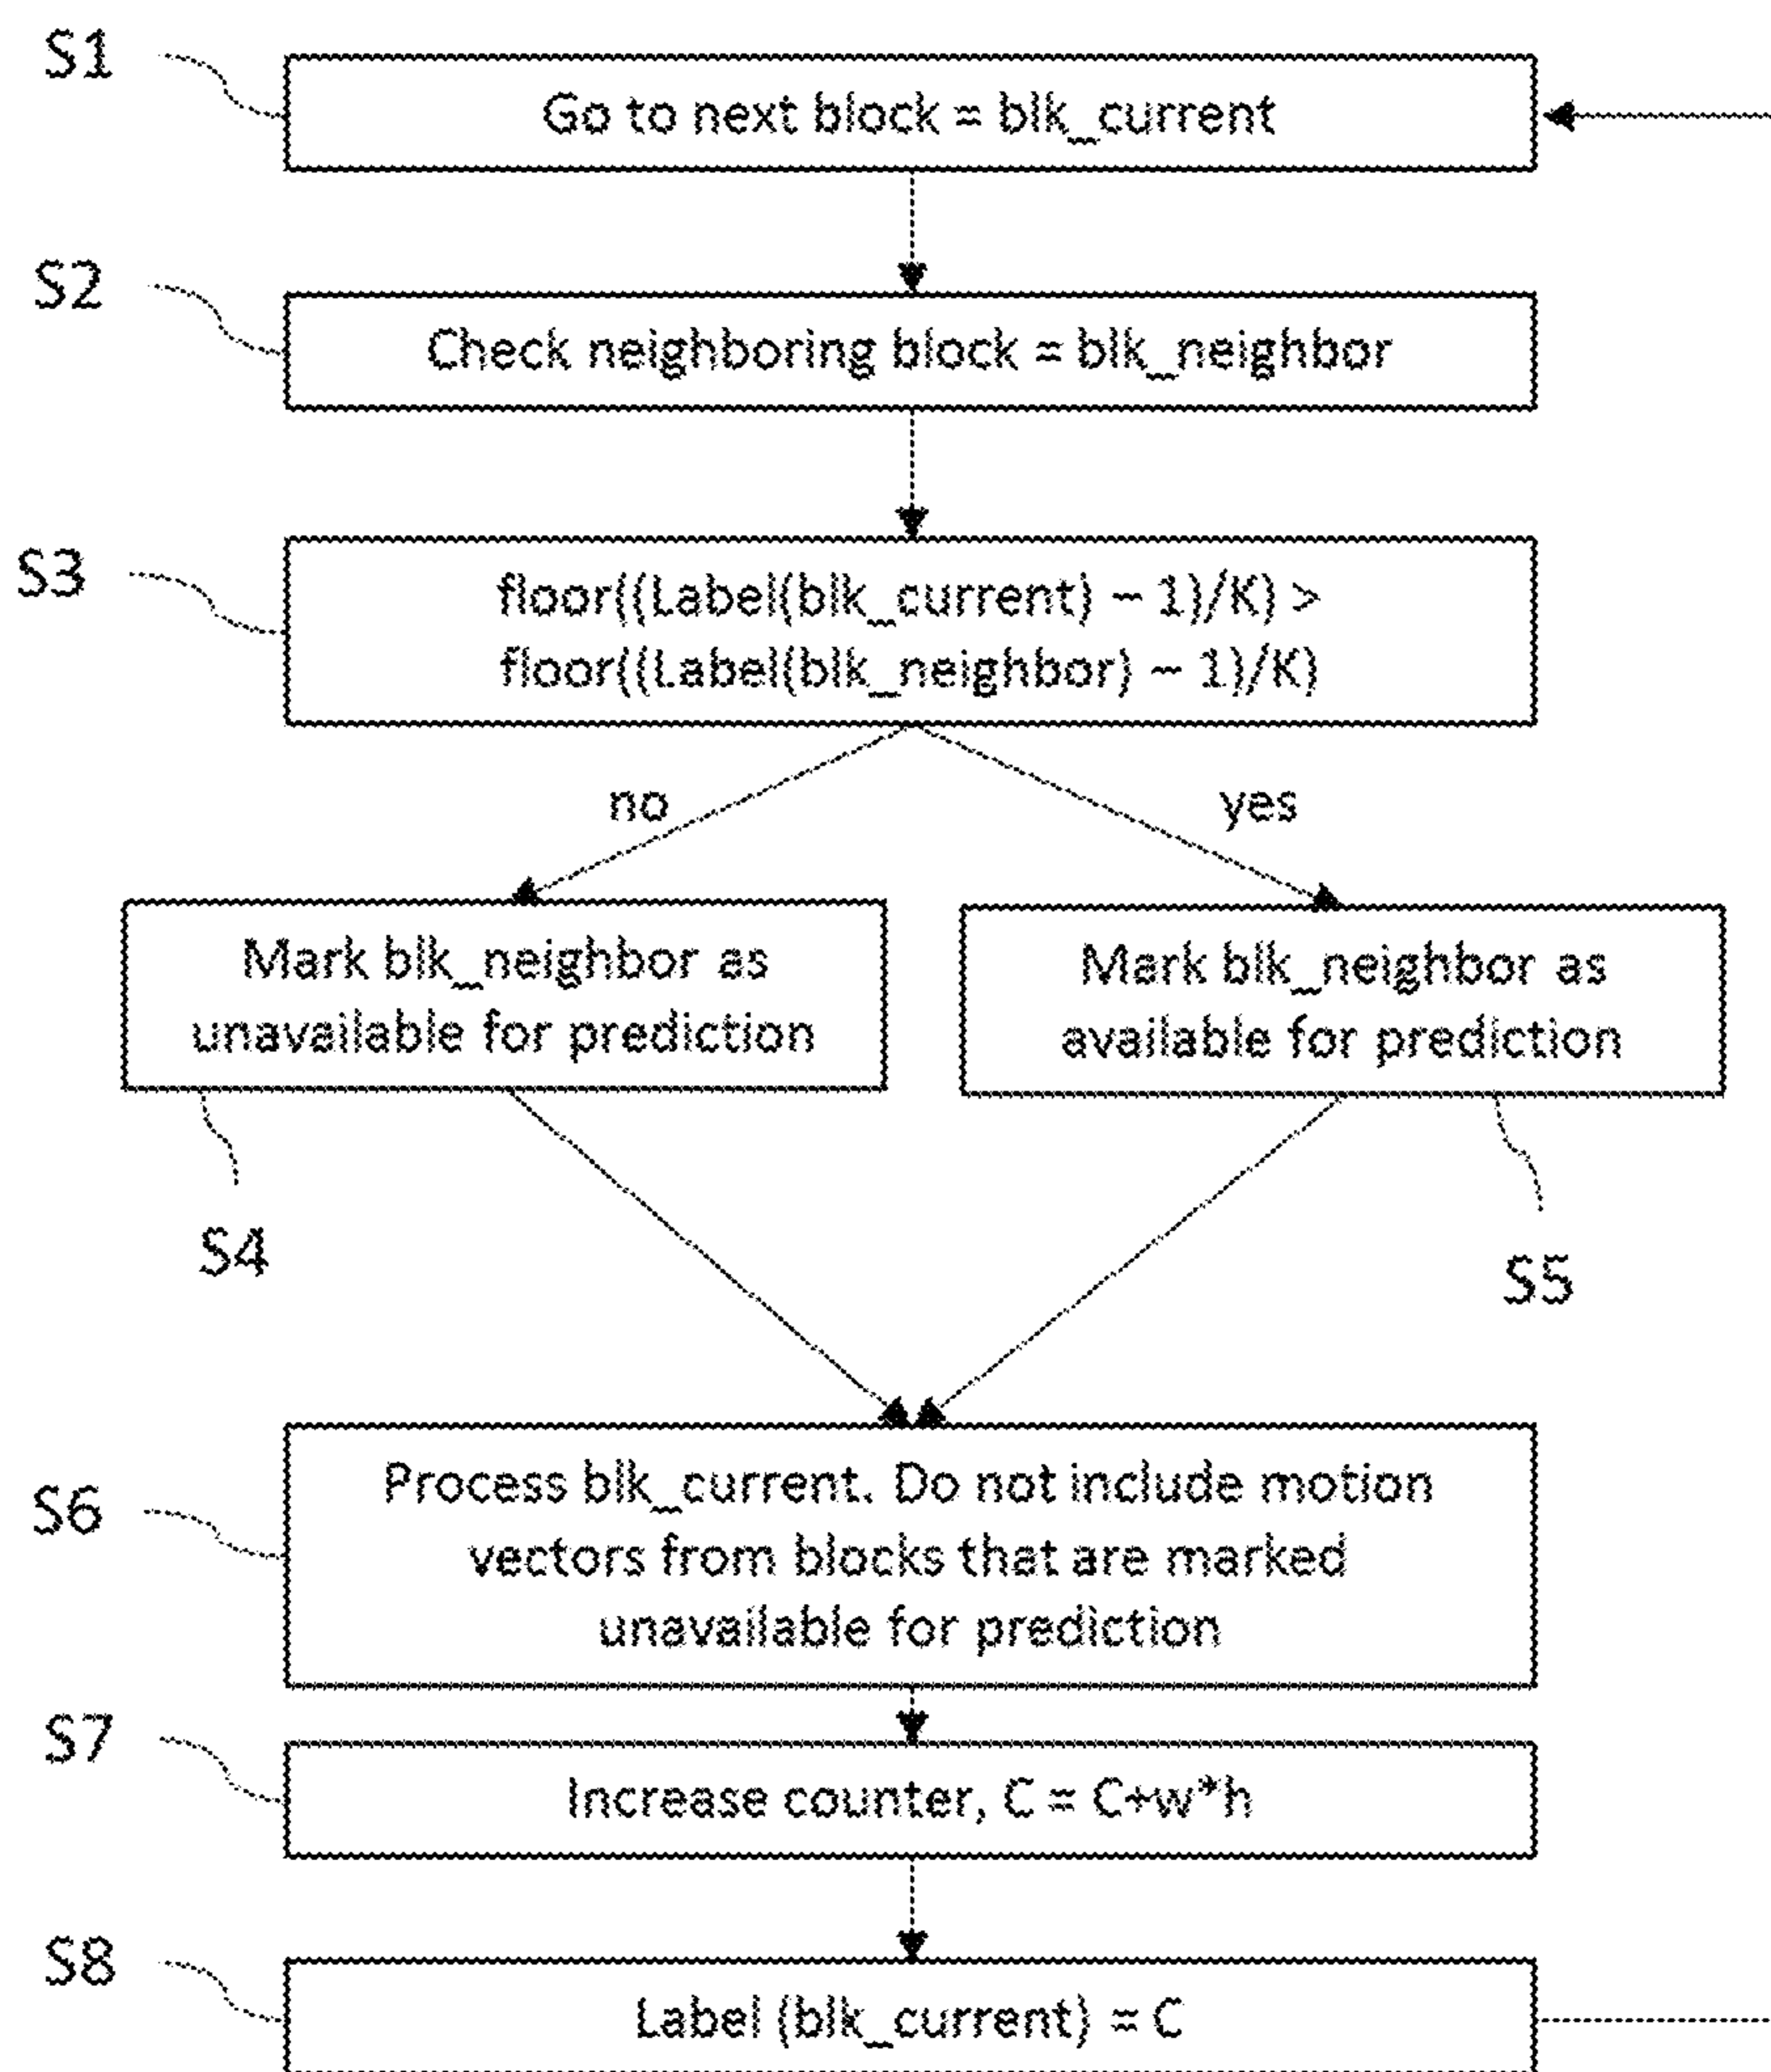 S1
Go to next block = blk_current
S2
Check neighboring block = blk_neighbor
S3
floor((Label(blk_current) – 1)/K) >
floor((Label(blk_neighbor) – 1)/K)
no
yes
Mark blk_neighbor as
unavailable for prediction
Mark blk_neighbor as
available for prediction
S4
S5
S6
Process blk_current. Do not include motion
vectors from blocks that are marked
unavailable for prediction
S7
Increase counter, C = C+w*h
S8
Label (blk_current) = C